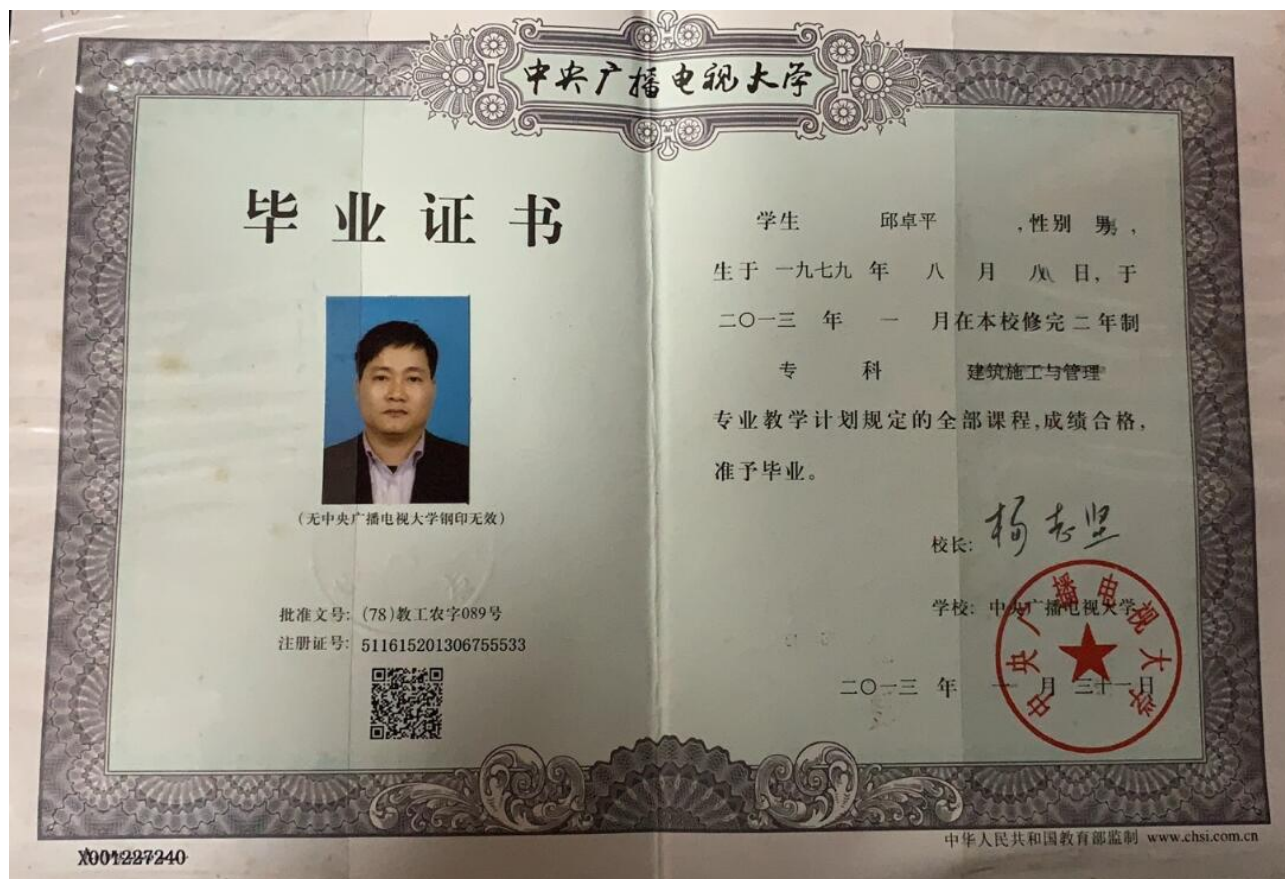 中央广播电视大学
毕业证书
(无中央广播电视大学钢印无效)
批准文号: (78)教工农字089号
注册证号: 511615201306755533
学生 邱卓平 ,性别 男,
生于 一九七九 年 八 月 八 日, 于
二〇一三 年 一 月在本校修完 二 年制
专 科 建筑施工与管理
专业教学计划规定的全部课程,成绩合格,
准予毕业。
校长: 杨志坚
学校: 中央广播电视大学
中央广播电视大学
二〇一三 年 一 月 三十一日
X001227240
中华人民共和国教育部监制 www.chsi.com.cn